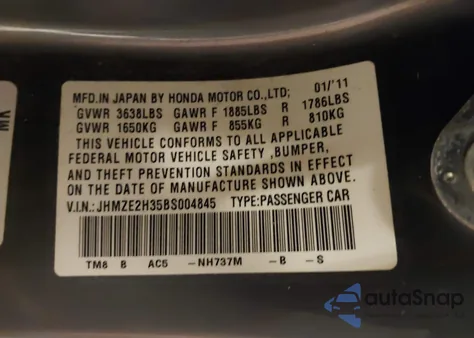 MFD.IN JAPAN BY HONDA MOTOR CO.,LTD; 01/'11
GVWR 3638LBS GAWR F 1885LBS R 1786LBS
GVWR 1650KG GAWR F 855KG R 810KG
THIS VEHICLE CONFORMS TO ALL APPLICABLE
FEDERAL MOTOR VEHICLE SAFETY ,BUMPER,
AND THEFT PREVENTION STANDARDS IN EFFECT
ON THE DATE OF MANUFACTURE SHOWN ABOVE.
V.I.N.: JHMZE2H35BS004845 TYPE:PASSENGER CAR
TM8 B AC5 -NH737M -B -S
autoSnap